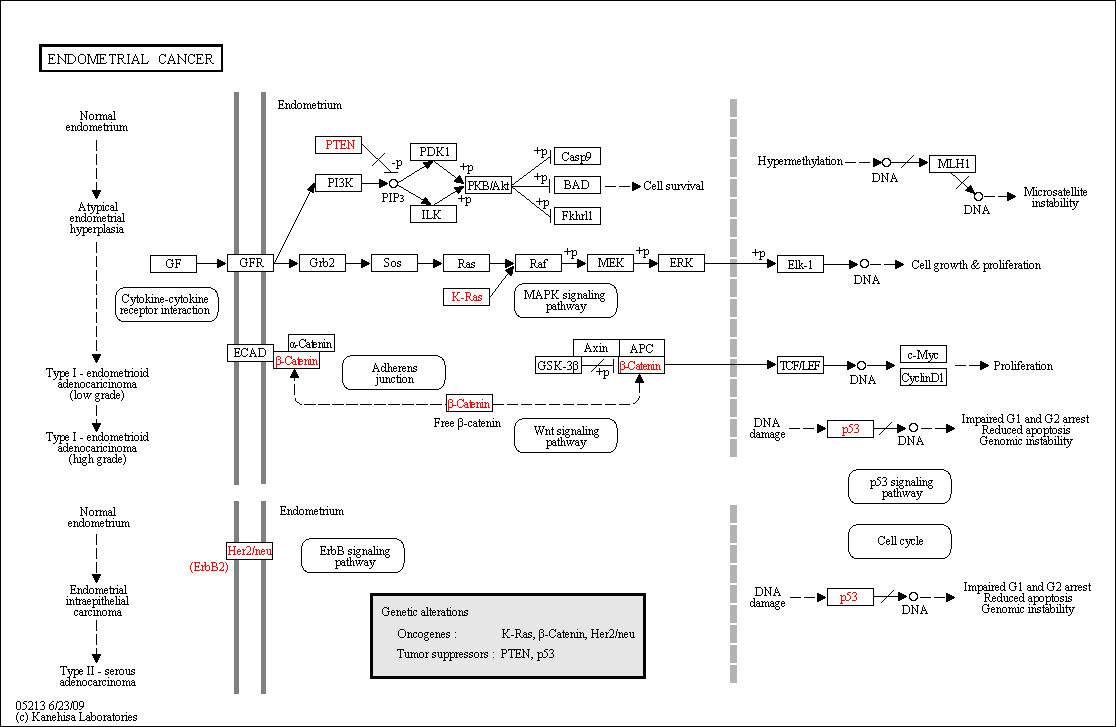 ENDOMETRIAL CANCER
Normal
endometrium
Atypical
endometrial
hyperplasia
Type I - endometrioid
adenocarcinoma
(low grade)
Type I - endometrioid
adenocarcinoma
(high grade)
Endometrium
PTEN
-p
PI3K
PIP3
PDK1
ILK
+p
+p
PKB/Akt
+p
+p
+p
Casp9
BAD
Fkhrl1
Cell survival
Hypermethylation
DNA
MLH1
DNA
Microsatellite
instability
GF
GFR
Grb2
Sos
Ras
K-Ras
Raf
+p
MEK
+p
ERK
+p
Elk-1
DNA
Cell growth & proliferation
Cytokine-cytokine
receptor interaction
MAPK signaling
pathway
ECAD
α-Catenin
β-Catenin
Adherens
junction
β-Catenin
Free β-catenin
Wnt signaling
pathway
Axin
APC
GSK-3β
+p
β-Catenin
TCF/LEF
DNA
c-Myc
CyclinD1
Proliferation
DNA
damage
p53
DNA
Impaired G1 and G2 arrest
Reduced apoptosis
Genomic instability
p53 signaling
pathway
Cell cycle
Normal
endometrium
Endometrial
intraepithelial
carcinoma
Type II - serous
adenocarcinoma
Endometrium
Her2/neu
(ErbB2)
ErbB signaling
pathway
DNA
damage
p53
DNA
Impaired G1 and G2 arrest
Reduced apoptosis
Genomic instability
Genetic alterations
Oncogenes : K-Ras, β-Catenin, Her2/neu
Tumor suppressors : PTEN, p53
05213 6/23/09
(c) Kanehisa Laboratories